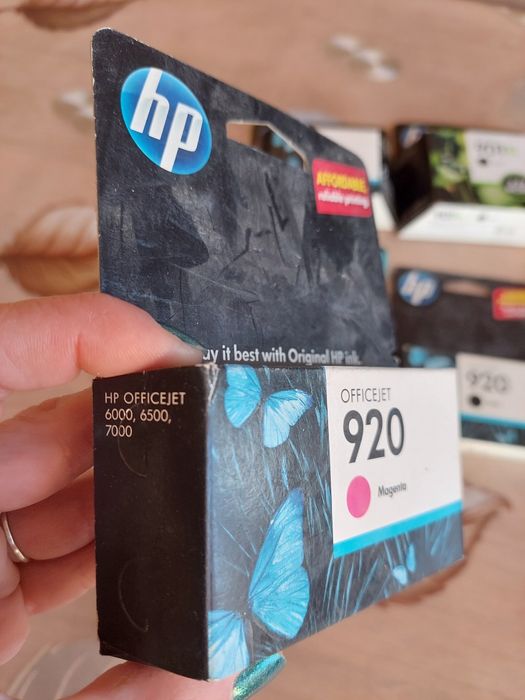 hp
AFFORDABLE,
reliable printing
ay it best with Original HP ink.
HP OFFICEJET
6000, 6500,
7000
OFFICEJET
920
Magenta
hp
920